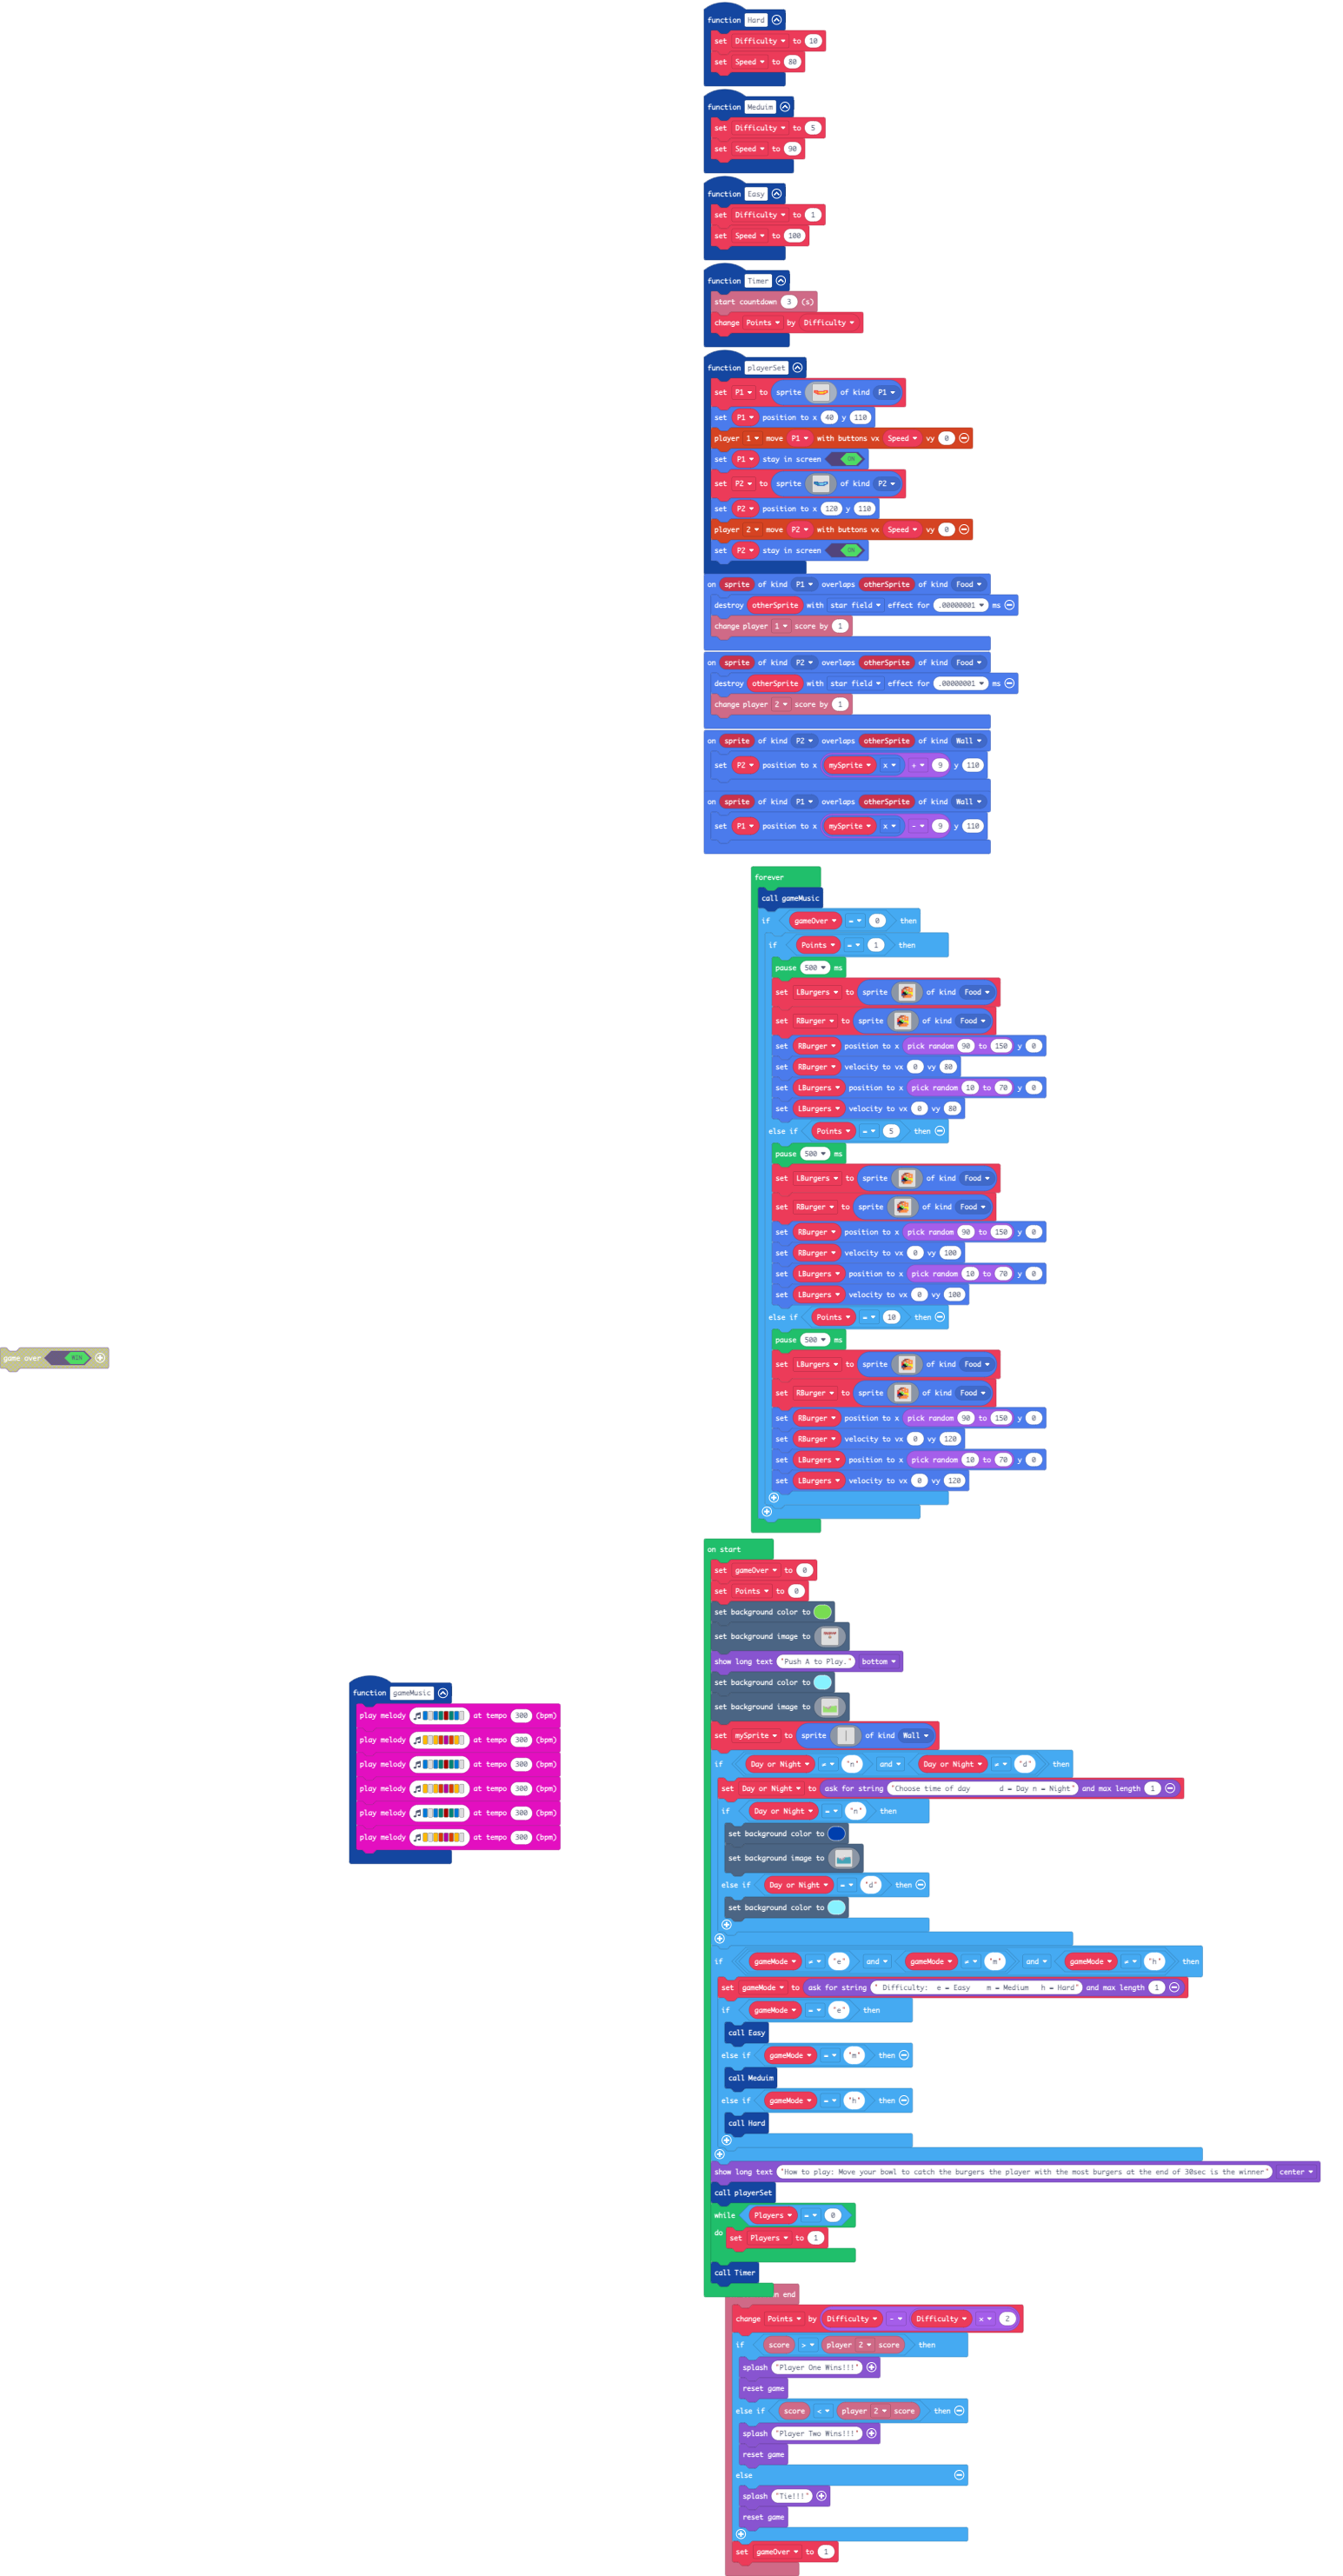 function Hard
set Difficulty to 10
set Speed to 80
function Meduim
set Difficulty to 5
set Speed to 90
function Easy
set Difficulty to 1
set Speed to 100
function Timer
start countdown 3 (s)
change Points by Difficulty
function playerSet
set P1 to sprite of kind P1
set P1 position to x 40 y 110
player 1 move P1 with buttons vx Speed vy 0
set P1 stay in screen ON
set P2 to sprite of kind P2
set P2 position to x 120 y 110
player 2 move P2 with buttons vx Speed vy 0
set P2 stay in screen ON
on sprite of kind P1 overlaps otherSprite of kind Food
destroy otherSprite with star field effect for .00000001 ms
change player 1 score by 1
on sprite of kind P2 overlaps otherSprite of kind Food
destroy otherSprite with star field effect for .00000001 ms
change player 2 score by 1
on sprite of kind P2 overlaps otherSprite of kind Wall
set P2 position to x mySprite x + 9 y 110
on sprite of kind P1 overlaps otherSprite of kind Wall
set P1 position to x mySprite x - 9 y 110
forever
call gameMusic
if gameOver = 0 then
if Points = 1 then
pause 500 ms
set LBurgers to sprite of kind Food
set RBurger to sprite of kind Food
set RBurger position to x pick random 90 to 150 y 0
set RBurger velocity to vx 0 vy 80
set LBurgers position to x pick random 10 to 70 y 0
set LBurgers velocity to vx 0 vy 80
else if Points = 5 then
pause 500 ms
set LBurgers to sprite of kind Food
set RBurger to sprite of kind Food
set RBurger position to x pick random 90 to 150 y 0
set RBurger velocity to vx 0 vy 100
set LBurgers position to x pick random 10 to 70 y 0
set LBurgers velocity to vx 0 vy 100
else if Points = 10 then
pause 500 ms
game over WIN
set LBurgers to sprite of kind Food
set RBurger to sprite of kind Food
set RBurger position to x pick random 90 to 150 y 0
set RBurger velocity to vx 0 vy 120
set LBurgers position to x pick random 10 to 70 y 0
set LBurgers velocity to vx 0 vy 120
on start
set gameOver to 0
set Points to 0
set background color to
set background image to
show long text "Push A to Play." bottom
set background color to
set background image to
function gameMusic
play melody at tempo 300 (bpm)
play melody at tempo 300 (bpm)
play melody at tempo 300 (bpm)
play melody at tempo 300 (bpm)
play melody at tempo 300 (bpm)
play melody at tempo 300 (bpm)
set mySprite to sprite of kind Wall
if Day or Night ≠ "n" and Day or Night ≠ "d" then
set Day or Night to ask for string "Choose time of day d = Day n = Night" and max length 1
if Day or Night = "n" then
set background color to
set background image to
else if Day or Night = "d" then
set background color to
if gameMode ≠ "e" and gameMode ≠ "m" and gameMode ≠ "h" then
set gameMode to ask for string " Difficulty: e = Easy m = Medium h = Hard" and max length 1
if gameMode = "e" then
call Easy
else if gameMode = "m" then
call Meduim
else if gameMode = "h" then
call Hard
show long text "How to play: Move your bowl to catch the burgers the player with the most burgers at the end of 30sec is the winner" center
call playerSet
while Players = 0
do set Players to 1
call Timer
n end
change Points by Difficulty - Difficulty x 2
if score > player 2 score then
splash "Player One Wins!!!"
reset game
else if score < player 2 score then
splash "Player Two Wins!!!"
reset game
else
splash "Tie!!!"
reset game
set gameOver to 1